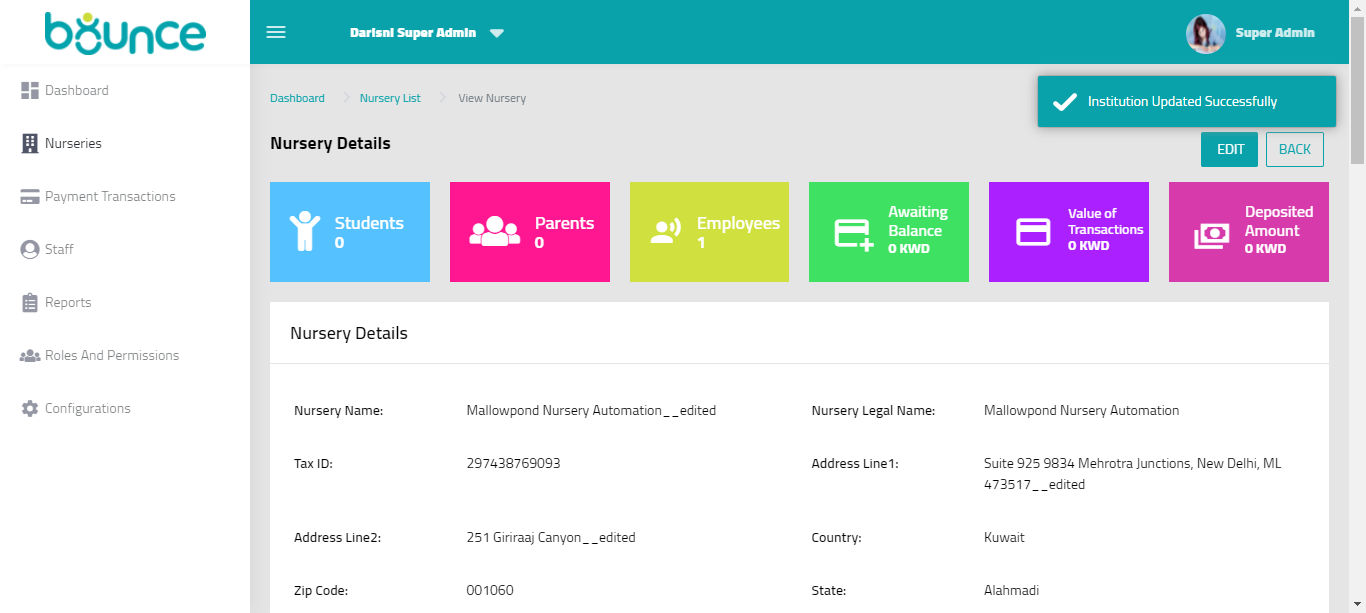 bounce
Darisni Super Admin
Super Admin
Dashboard
Nurseries
Payment Transactions
Staff
Reports
Roles And Permissions
Configurations
Dashboard
Nursery List
View Nursery
Institution Updated Successfully
Nursery Details
EDIT
BACK
Students
0
Parents
0
Employees
1
Awaiting
Balance
0 KWD
Value of
Transactions
0 KWD
Deposited
Amount
0 KWD
Nursery Details
Nursery Name: Mallowpond Nursery Automation__edited
Nursery Legal Name: Mallowpond Nursery Automation
Tax ID: 297438769093
Address Line1: Suite 925 9834 Mehrotra Junctions, New Delhi, ML
473517__edited
Address Line2: 251 Giriraaj Canyon__edited
Country: Kuwait
Zip Code: 001060
State: Alahmadi